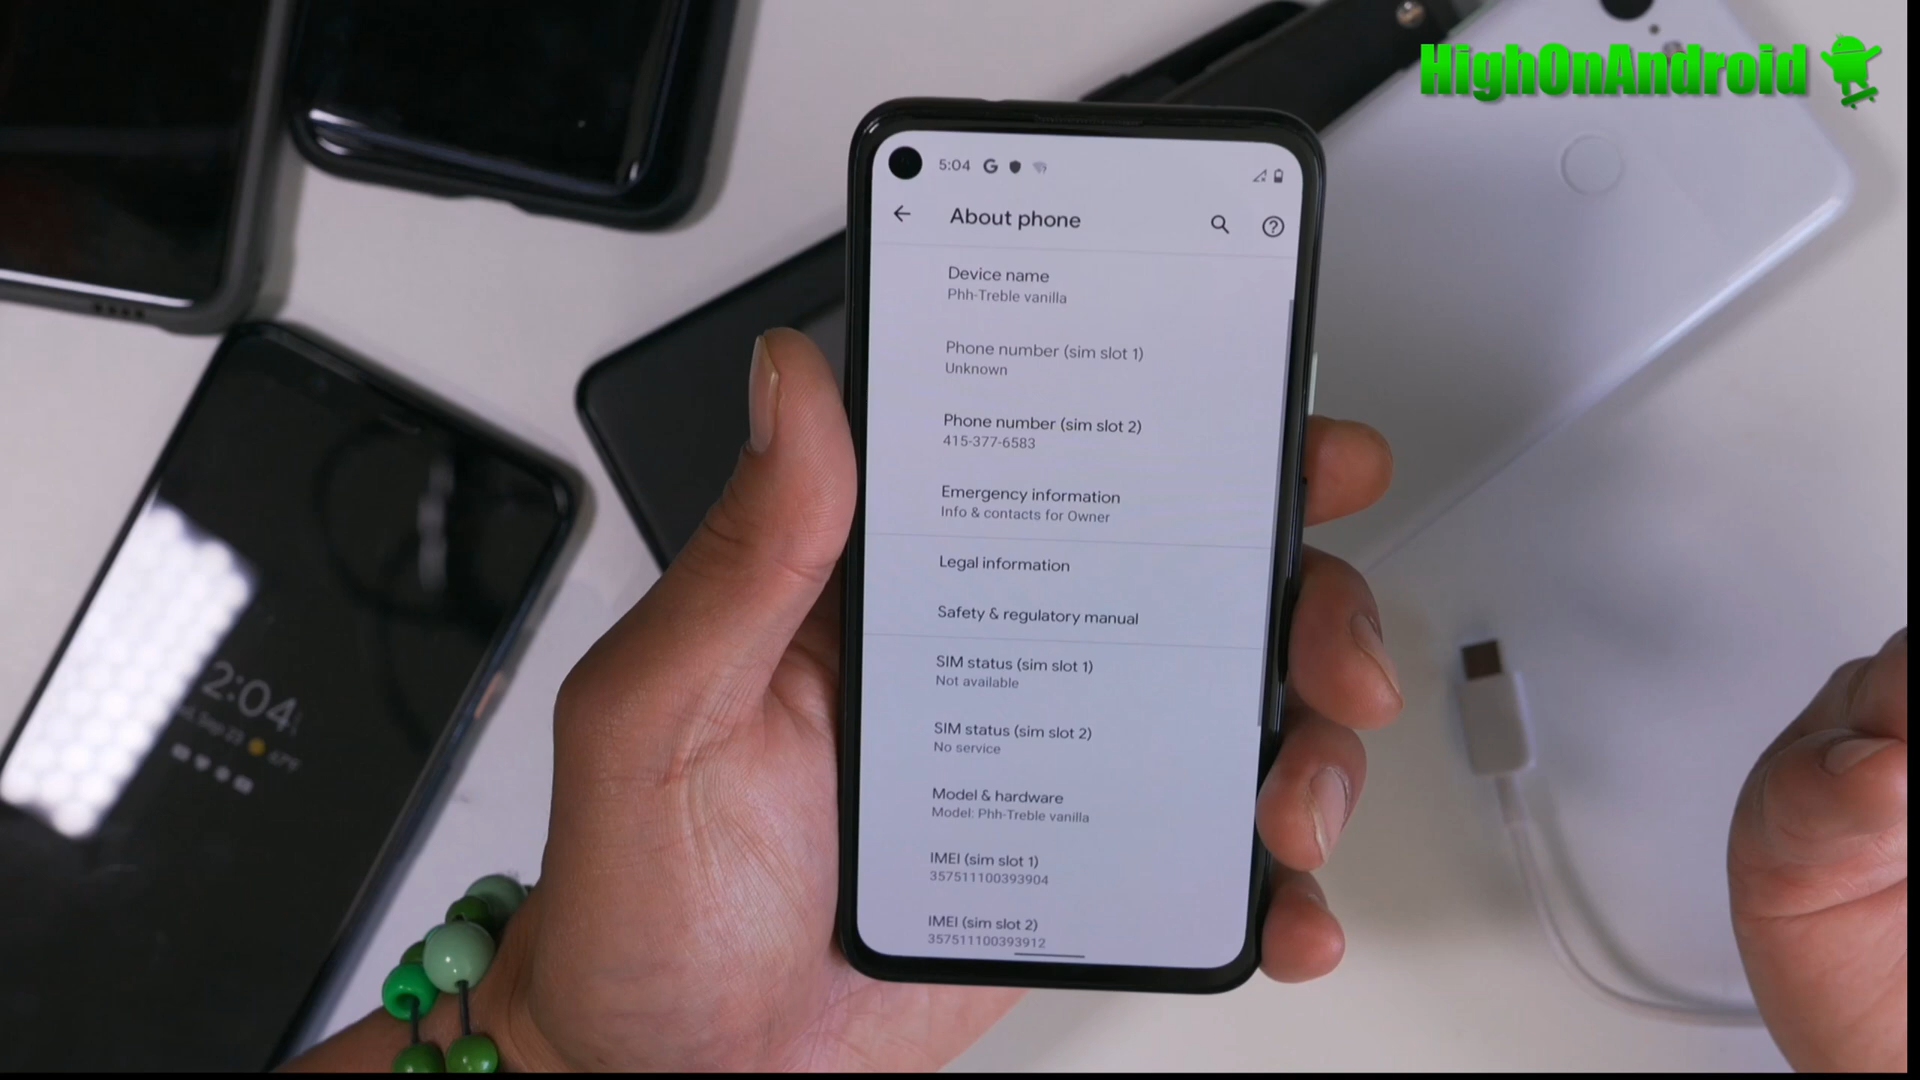 HighOnAndroid
5:04
About phone
Device name
Phh-Treble vanilla
Phone number (sim slot 1)
Unknown
Phone number (sim slot 2)
415-377-6583
Emergency information
Info & contacts for Owner
Legal information
Safety & regulatory manual
SIM status (sim slot 1)
Not available
SIM status (sim slot 2)
No service
Model & hardware
Model: Phh-Treble vanilla
IMEI (sim slot 1)
357511100393904
IMEI (sim slot 2)
357511100393912
2:04
Sep 23
67°F